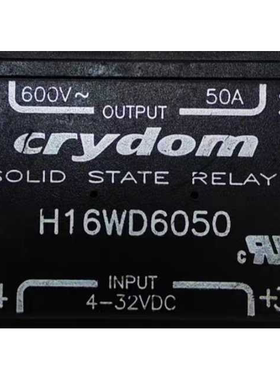 600V~ 50A
OUTPUT
crydom
SOLID STATE RELAY
H16WD6050
INPUT
4-32VDC